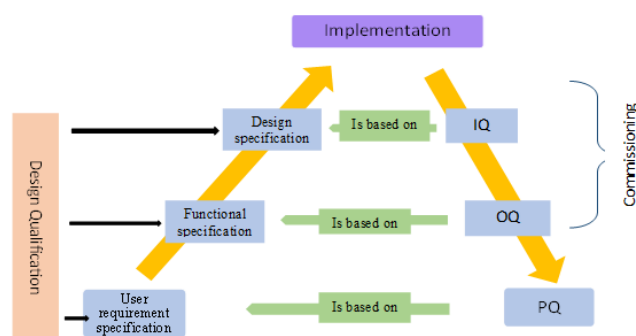 Implementation
Design
specification
Is based on
IQ
Commissioning
Design Qualification
Functional
specification
Is based on
OQ
User
requirement
specification
Is based on
PQ